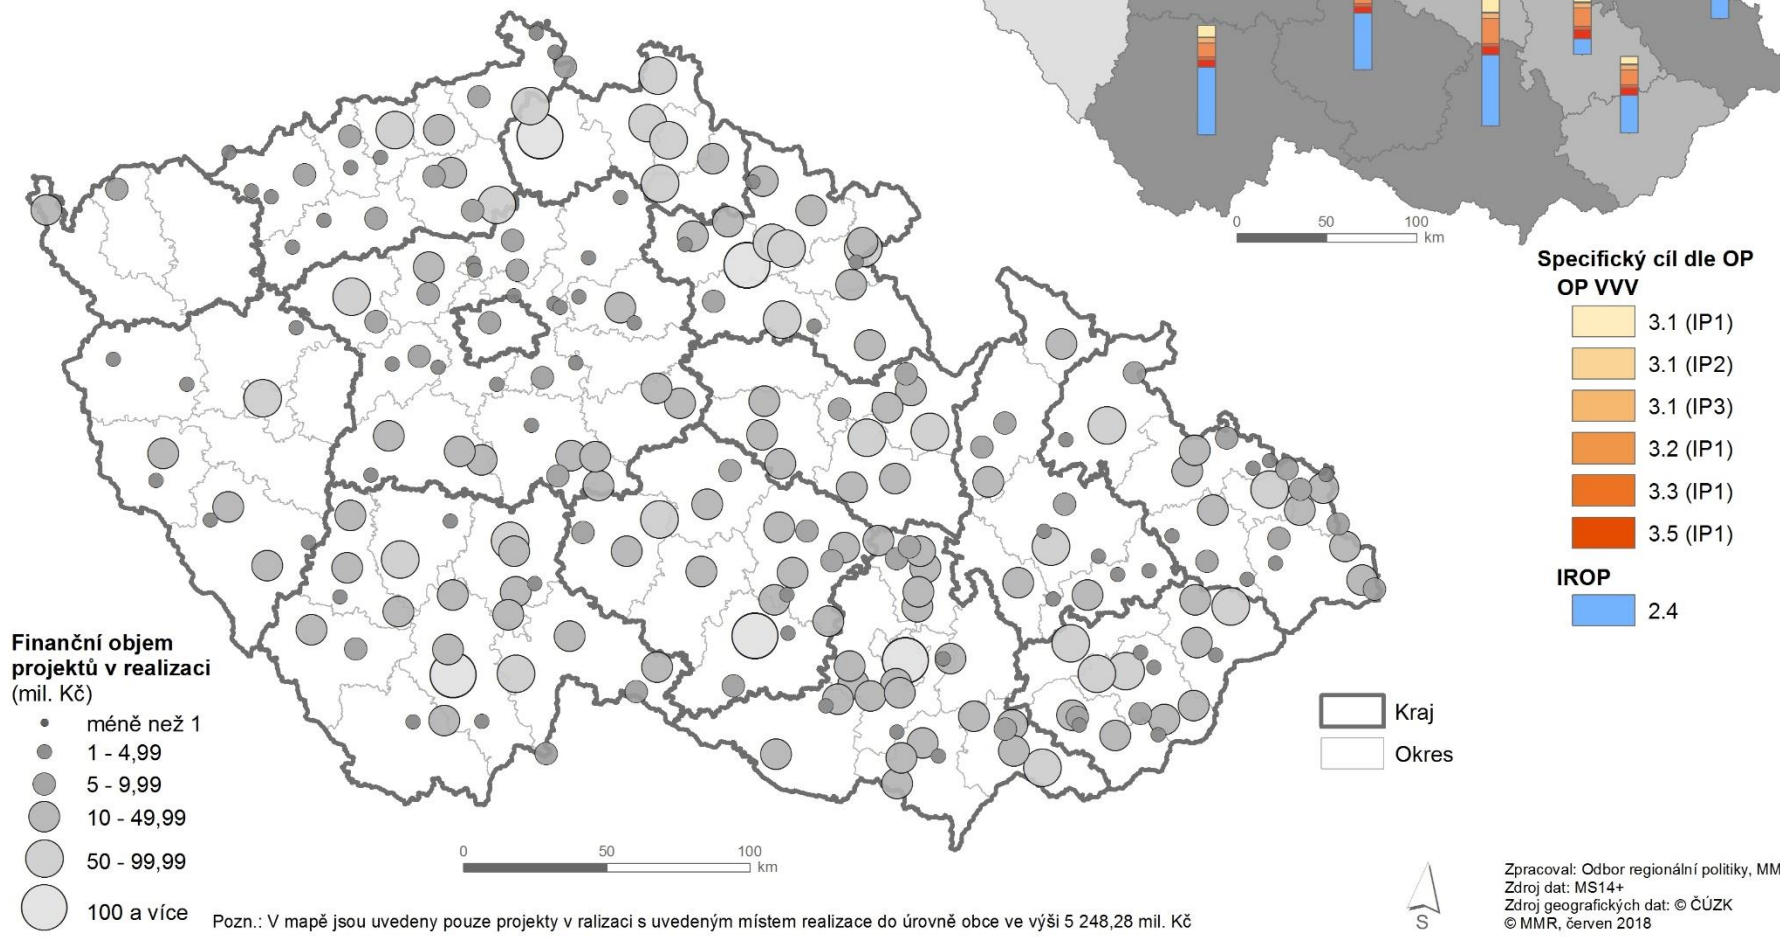 0 50 100
km
Specifický cíl dle OP
OP VVV
3.1 (IP1)
3.1 (IP2)
3.1 (IP3)
3.2 (IP1)
3.3 (IP1)
3.5 (IP1)
IROP
2.4
Finanční objem
projektů v realizaci
(mil. Kč)
méně než 1
1 - 4,99
5 - 9,99
10 - 49,99
50 - 99,99
100 a více
Kraj
Okres
0 50 100
km
Pozn.: V mapě jsou uvedeny pouze projekty v ralizaci s uvedeným místem realizace do úrovně obce ve výši 5 248,28 mil. Kč
S
Zpracoval: Odbor regionální politiky, MM
Zdroj dat: MS14+
Zdroj geografických dat: © ČÚZK
© MMR, červen 2018